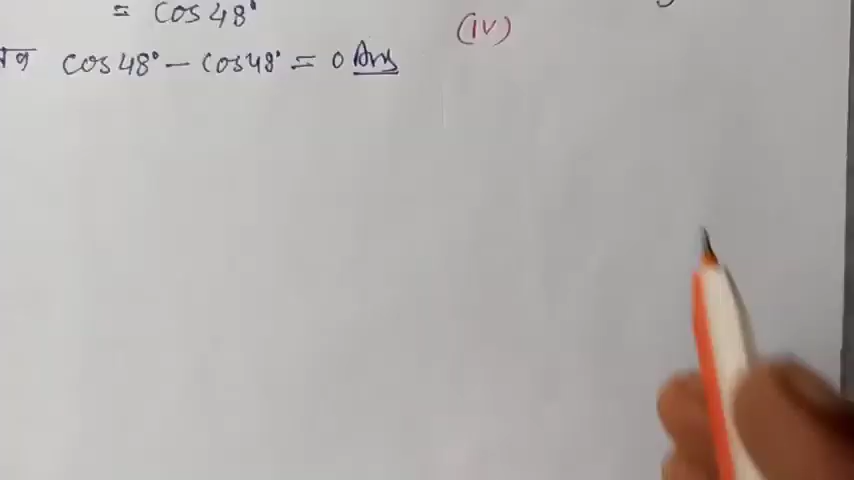 = Cos 48°
cos 48° - cos 48° = 0 Ans
(iv)